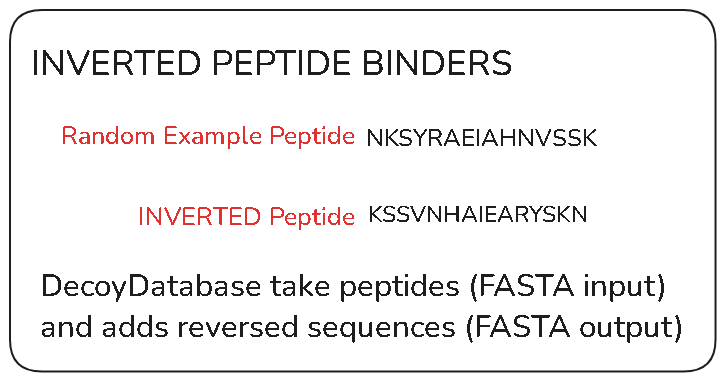 INVERTED PEPTIDE BINDERS
Random Example Peptide NKSYRAEIAHNVSSK
INVERTED Peptide KSSVNHAIEARYSKN
DecoyDatabase take peptides (FASTA input)
and adds reversed sequences (FASTA output)